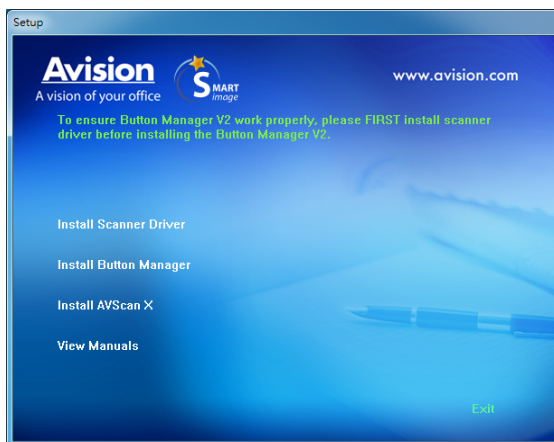 Setup
Avision
A vision of your office
SMART
image
www.avision.com
To ensure Button Manager V2 work properly, please FIRST install scanner
driver before installing the Button Manager V2.
Install Scanner Driver
Install Button Manager
Install AVScan X
View Manuals
Exit